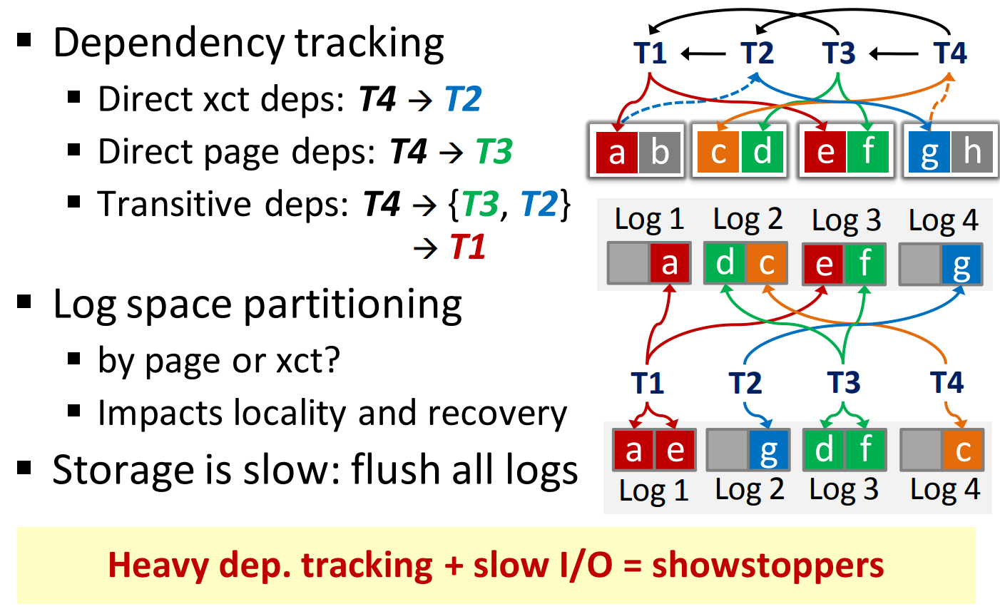 ▪ Dependency tracking
▪ Direct xct deps: T4 → T2
▪ Direct page deps: T4 → T3
▪ Transitive deps: T4 → {T3, T2}
→ T1
▪ Log space partitioning
▪ by page or xct?
▪ Impacts locality and recovery
▪ Storage is slow: flush all logs
T1 T2 T3 T4
a b c d e f g h
Log 1 Log 2 Log 3 Log 4
a d c e f g
T1 T2 T3 T4
a e g d f c
Log 1 Log 2 Log 3 Log 4
Heavy dep. tracking + slow I/O = showstoppers